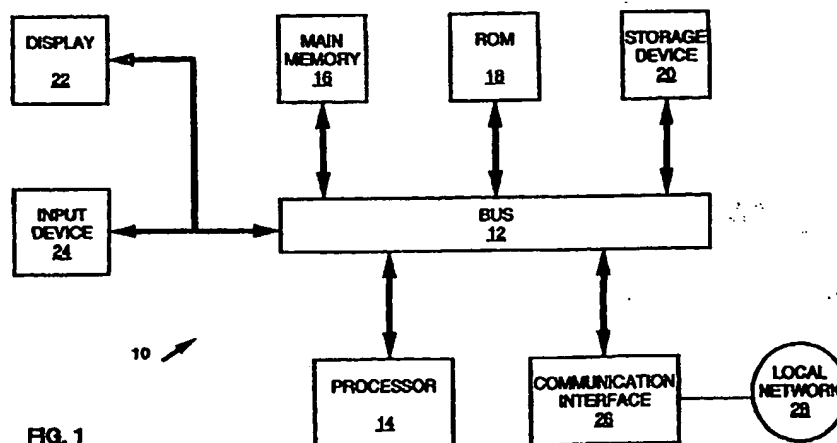 DISPLAY
22
MAIN
MEMORY
16
ROM
18
STORAGE
DEVICE
20
INPUT
DEVICE
24
BUS
12
10
PROCESSOR
14
COMMUNICATION
INTERFACE
26
LOCAL
NETWORK
28
FIG. 1